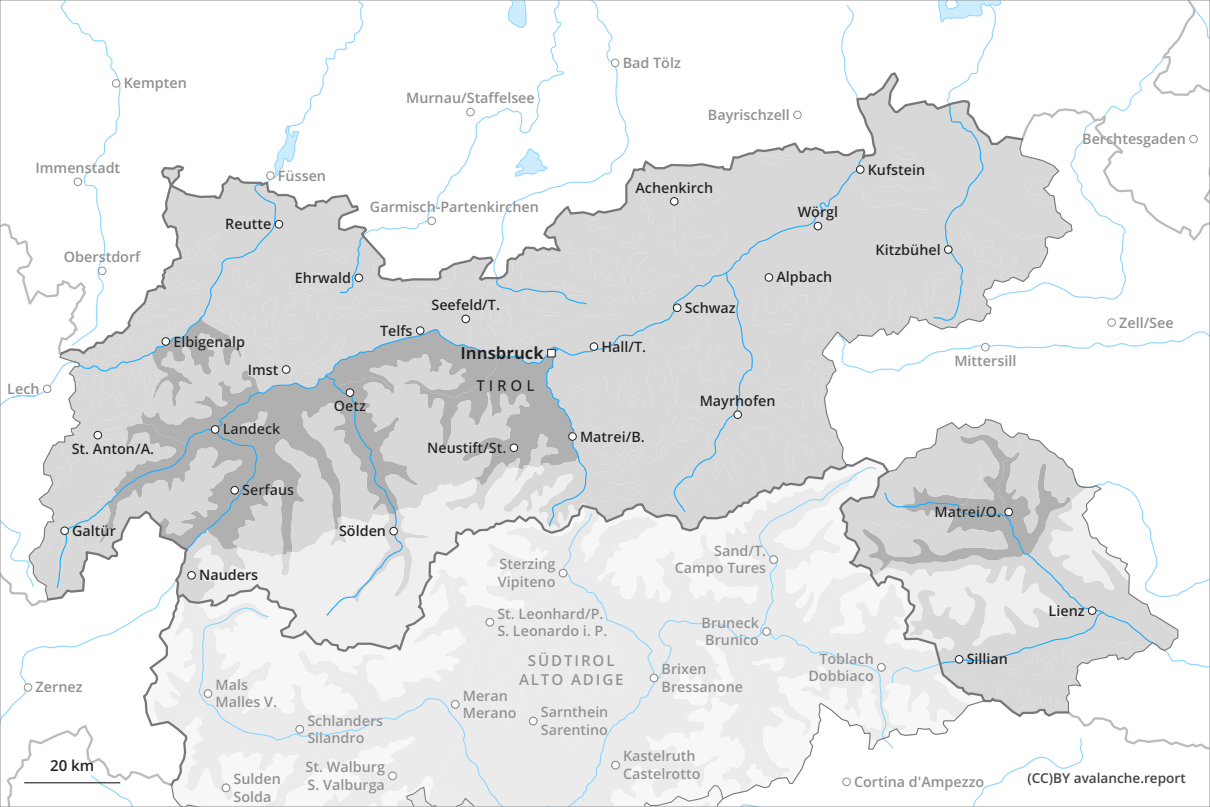 Bad Tölz
Kempten
Murnau/Staffelsee
Bayrischzell
Berchtesgaden
Immenstadt
Füssen
Kufstein
Achenkirch
Garmisch-Partenkirchen
Wörgl
Reutte
Kitzbühel
Oberstdorf
Ehrwald
Alpbach
Seefeld/T.
Schwaz
Zell/See
Telfs
Elbigenalp
Innsbruck
Hall/T.
Mittersill
Imst
TIROL
Lech
Oetz
Mayrhofen
Landeck
Matrei/B.
St. Anton/A.
Neustift/St.
Serfaus
Matrei/O.
Galtür
Sölden
Sand/T.
Campo Tures
Sterzing
Vipiteno
Nauders
St. Leonhard/P.
S. Leonardo i. P.
Lienz
Bruneck
Brunico
SÜDTIROL
ALTO ADIGE
Toblach
Dobbiaco
Sillian
Brixen
Bressanone
Zernez
Mals
Malles V.
Meran
Merano
Sarnthein
Sarentino
Schlanders
Silandro
Kastelruth
Castelrotto
St. Walburg
S. Valburga
20 km
Sulden
Solda
Cortina d'Ampezzo
(CC)BY avalanche.report